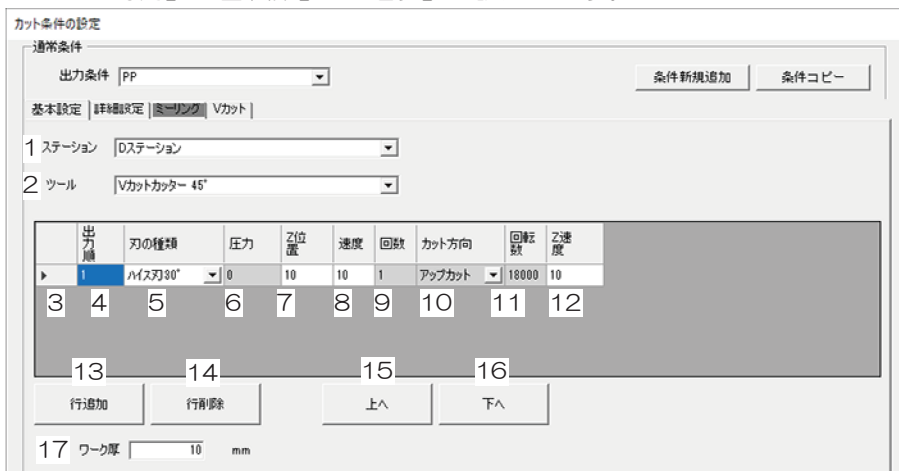 カット条件の設定
通常条件
出力条件 PP
条件新規追加 条件コピー
基本設定 詳細設定 ミーリング Vカット
1 ステーション Dステーション
2 ツール Vカットカッター 45°
出力順 刃の種類 圧力 Z位置 速度 回数 カット方向 回転数 Z速度
1 ハイス刃30° 0 10 10 1 アップカット 18000 10
3 4 5 6 7 8 9 10 11 12
13 14 15 16
行追加 行削除 上へ 下へ
17 ワーク厚 10 mm